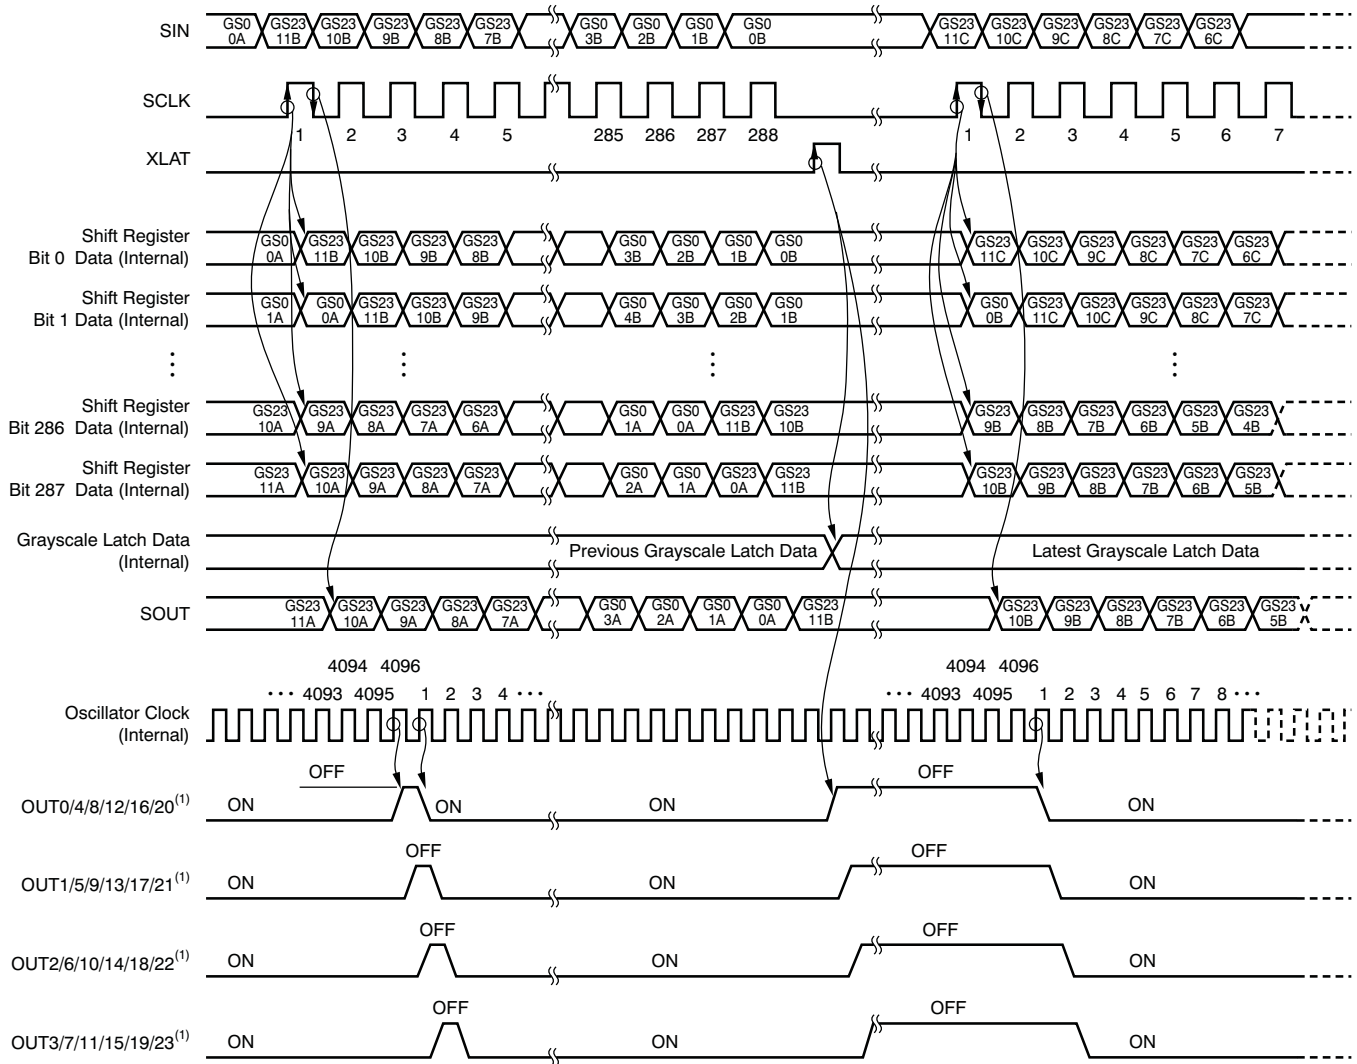 SIN
GS0 GS23 GS23 GS23 GS23 GS23 GS0 GS0 GS0 GS0 GS23 GS23 GS23 GS23 GS23 GS23
0A 11B 10B 9B 8B 7B 3B 2B 1B 0B 11C 10C 9C 8C 7C 6C
SCLK
1 2 3 4 5 285 286 287 288 1 2 3 4 5 6 7
XLAT
Shift Register
Bit 0 Data (Internal)
GS0 GS23 GS23 GS23 GS23 GS0 GS0 GS0 GS0 GS23 GS23 GS23 GS23 GS23 GS23
0A 11B 10B 9B 8B 3B 2B 1B 0B 11C 10C 9C 8C 7C 6C
Shift Register
Bit 1 Data (Internal)
GS0 GS0 GS23 GS23 GS23 GS0 GS0 GS0 GS0 GS0 GS23 GS23 GS23 GS23 GS23
1A 0A 11B 10B 9B 4B 3B 2B 1B 0B 11C 10C 9C 8C 7C
Shift Register
Bit 286 Data (Internal)
GS23 GS23 GS23 GS23 GS23 GS0 GS0 GS23 GS23 GS23 GS23 GS23 GS23 GS23 GS23
10A 9A 8A 7A 6A 1A 0A 11B 10B 9B 8B 7B 6B 5B 4B
Shift Register
Bit 287 Data (Internal)
GS23 GS23 GS23 GS23 GS23 GS0 GS0 GS23 GS23 GS23 GS23 GS23 GS23 GS23 GS23
11A 10A 9A 8A 7A 2A 1A 0A 11B 10B 9B 8B 7B 6B 5B
Grayscale Latch Data
(Internal)
Previous Grayscale Latch Data
Latest Grayscale Latch Data
SOUT
GS23 GS23 GS23 GS23 GS23 GS0 GS0 GS0 GS0 GS23 GS23 GS23 GS23 GS23 GS23 GS23
11A 10A 9A 8A 7A 3A 2A 1A 0A 11B 10B 9B 8B 7B 6B 5B
4094 4096 4094 4096
··· 4093 4095 1 2 3 4 ··· ··· 4093 4095 1 2 3 4 5 6 7 8 ···
Oscillator Clock
(Internal)
OUT0/4/8/12/16/20(1)
ON OFF ON ON OFF ON
OUT1/5/9/13/17/21(1)
ON OFF ON OFF ON
OUT2/6/10/14/18/22(1)
ON OFF ON OFF ON
OUT3/7/11/15/19/23(1)
ON OFF ON OFF ON